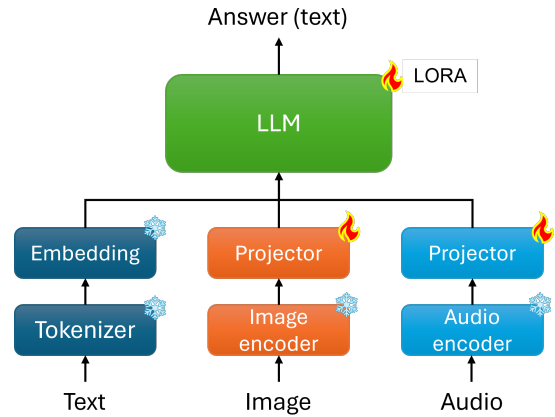 Answer (text)
LORA
LLM
Embedding
Projector
Projector
Tokenizer
Image
encoder
Audio
encoder
Text
Image
Audio